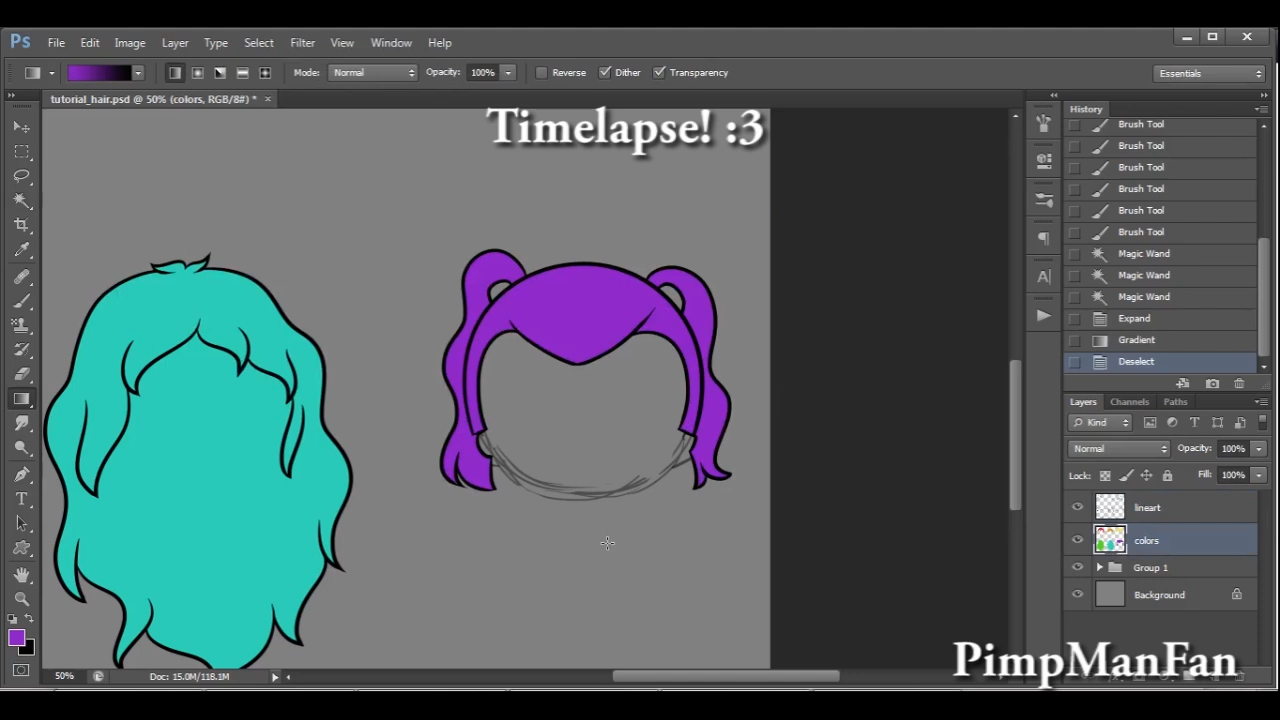 Ps File Edit Image Layer Type Select Filter View Window Help
Mode: Normal Opacity: 100% Reverse Dither Transparency Essentials
tutorial_hair.psd @ 50% (colors, RGB/8#) * ×
Timelapse! :3
History
Brush Tool
Brush Tool
Brush Tool
Brush Tool
Brush Tool
Brush Tool
Magic Wand
Magic Wand
Magic Wand
Expand
Gradient
Deselect
Layers Channels Paths
Kind
Normal Opacity: 100%
Lock: Fill: 100%
lineart
colors
Group 1
Background
50% Doc: 15.0M/118.1M
PimpManFan